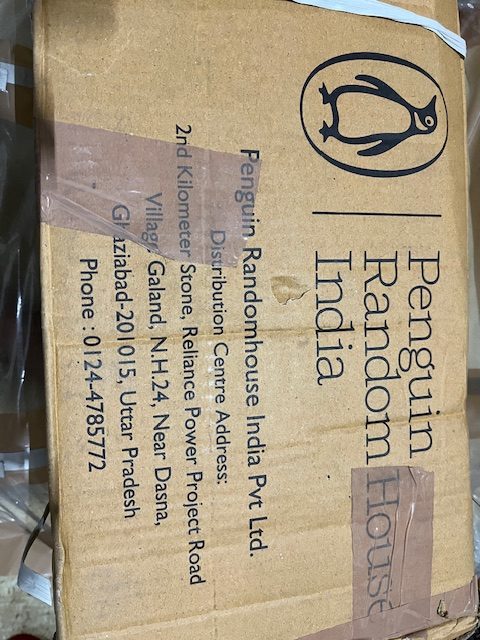 Penguin
Random House
India
Penguin Randomhouse India Pvt Ltd.
Distribution Centre Address:
2nd Kilometer Stone, Reliance Power Project Road
Village Galand, N.H.24, Near Dasna,
Ghaziabad-201015, Uttar Pradesh
Phone : 0124-4785772